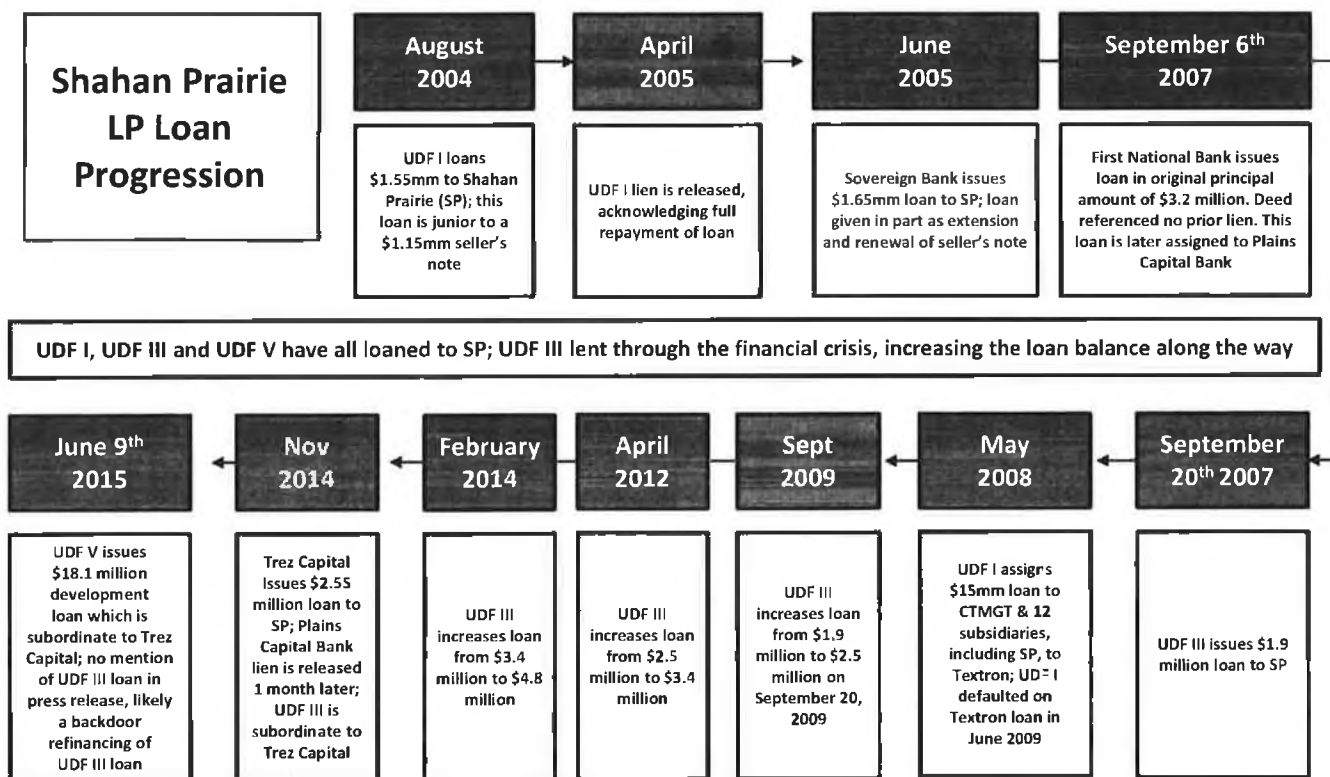 Shahan Prairie
LP Loan
Progression
August
2004
UDF I loans
$1.55mm to Shahan
Prairie (SP); this
loan is junior to a
$1.15mm seller's
note
April
2005
UDF I lien is released,
acknowledging full
repayment of loan
June
2005
Sovereign Bank issues
$1.65mm loan to SP; loan
given in part as extension
and renewal of seller's note
September 6th
2007
First National Bank issues
loan in original principal
amount of $3.2 million. Deed
referenced no prior lien. This
loan is later assigned to Plains
Capital Bank
UDF I, UDF III and UDF V have all loaned to SP; UDF III lent through the financial crisis, increasing the loan balance along the way
September
20th 2007
UDF III issues $1.9
million loan to SP
May
2008
UDF I assigns
$15mm loan to
CTMGT & 12
subsidiaries,
including SP, to
Textron; UDF I
defaulted on
Textron loan in
June 2009
Sept
2009
UDF III
increases loan
from $1.9
million to $2.5
million on
September 20,
2009
April
2012
UDF III
increases loan
from $2.5
million to $3.4
million
February
2014
UDF III
increases loan
from $3.4
million to $4.8
million
Nov
2014
Trez Capital
Issues $2.55
million loan to
SP; Plains
Capital Bank
lien is released
1 month later;
UDF III is
subordinate to
Trez Capital
June 9th
2015
UDF V issues
$18.1 million
development
loan which is
subordinate to Trez
Capital; no mention
of UDF III loan in
press release, likely
a backdoor
refinancing of
UDF III loan